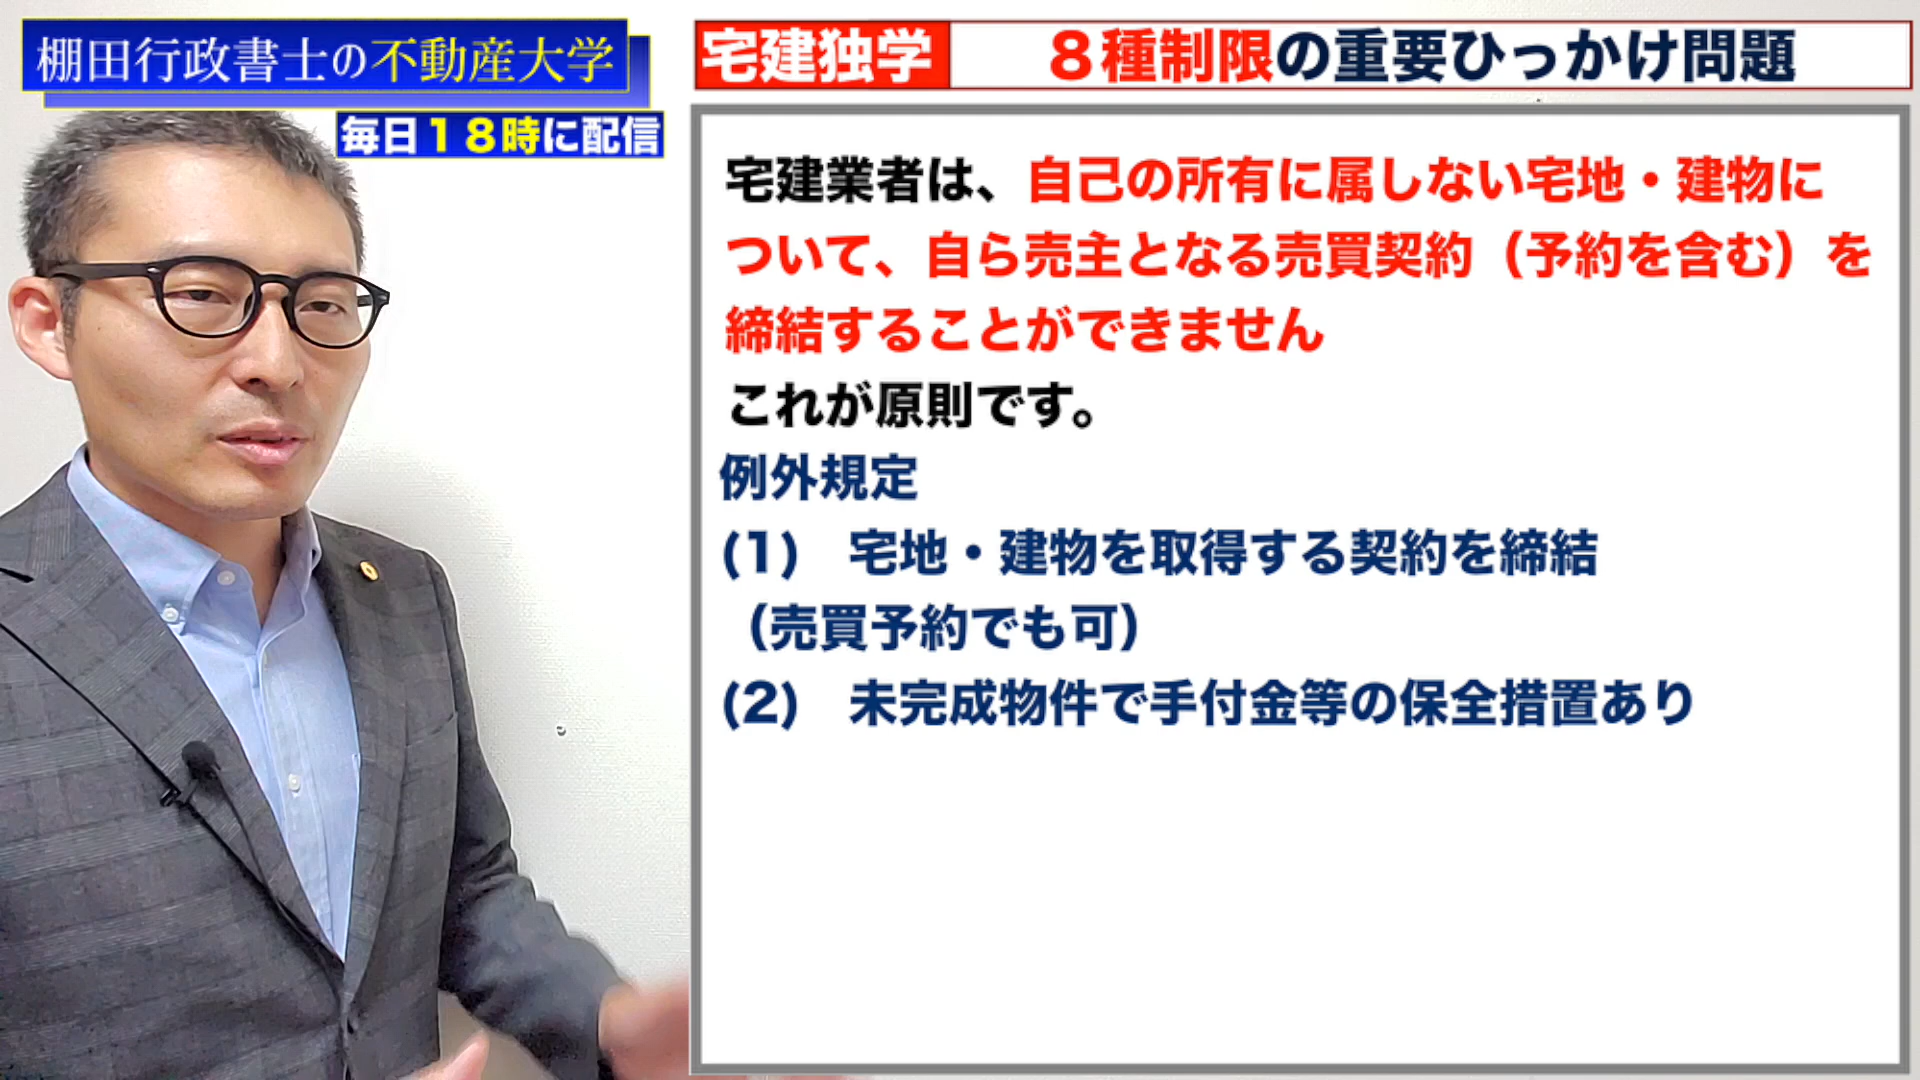 棚田行政書士の不動産大学
毎日１８時に配信
宅建独学
８種制限の重要ひっかけ問題
宅建業者は、自己の所有に属しない宅地・建物に
ついて、自ら売主となる売買契約（予約を含む）を
締結することができません
これが原則です。
例外規定
(1)　宅地・建物を取得する契約を締結
（売買予約でも可）
(2)　未完成物件で手付金等の保全措置あり